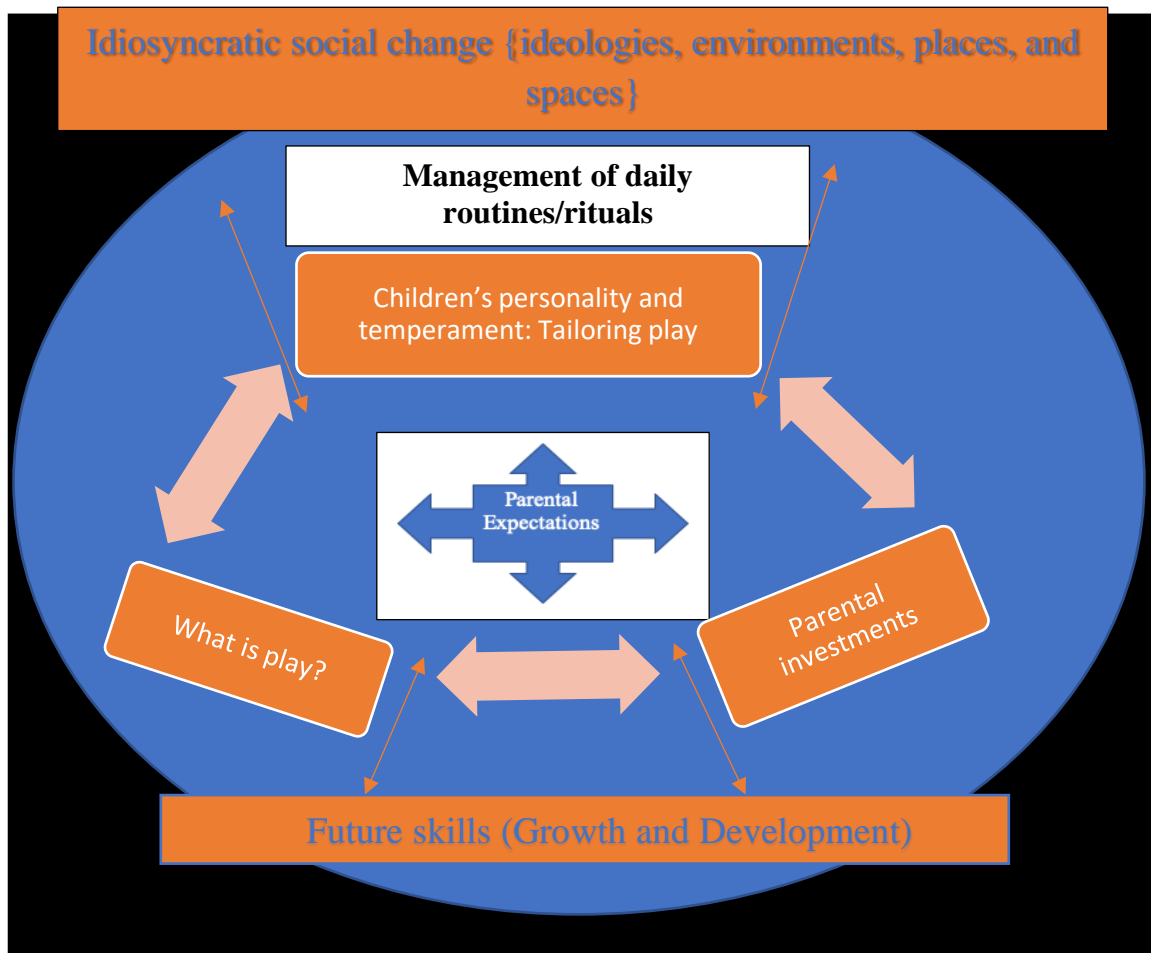 Idiosyncratic social change {ideologies, environments, places, and
spaces}
Management of daily
routines/rituals
Children’s personality and
temperament: Tailoring play
Parental
Expectations
What is play?
Parental
investments
Future skills (Growth and Development)